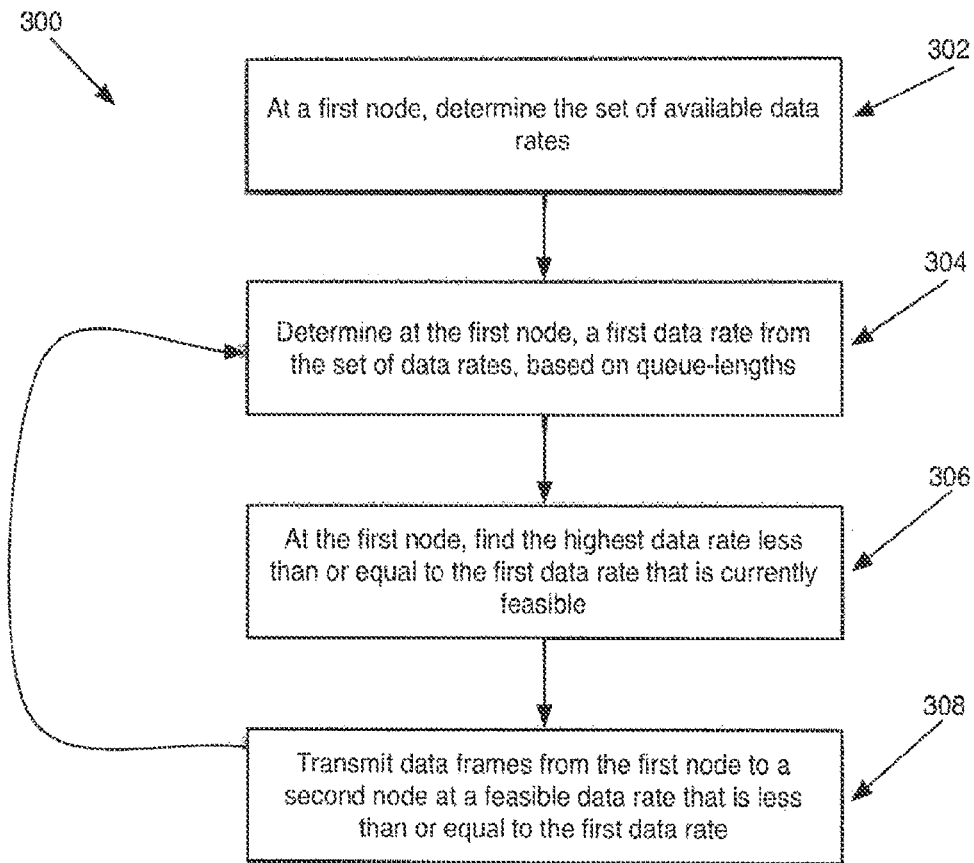 300
302
At a first node, determine the set of available data
rates
304
Determine at the first node, a first data rate from
the set of data rates, based on queue-lengths
306
At the first node, find the highest data rate less
than or equal to the first data rate that is currently
feasible
308
Transmit data frames from the first node to a
second node at a feasible data rate that is less
than or equal to the first data rate